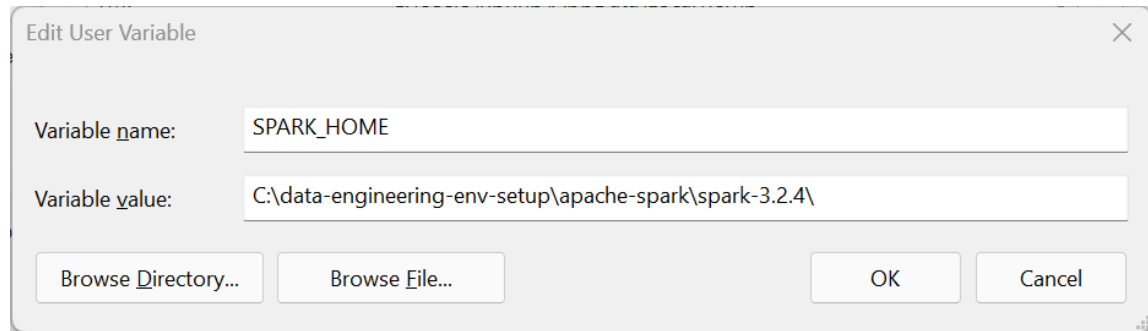 Edit User Variable
Variable name: SPARK_HOME
Variable value: C:\data-engineering-env-setup\apache-spark\spark-3.2.4\
Browse Directory... Browse File... OK Cancel